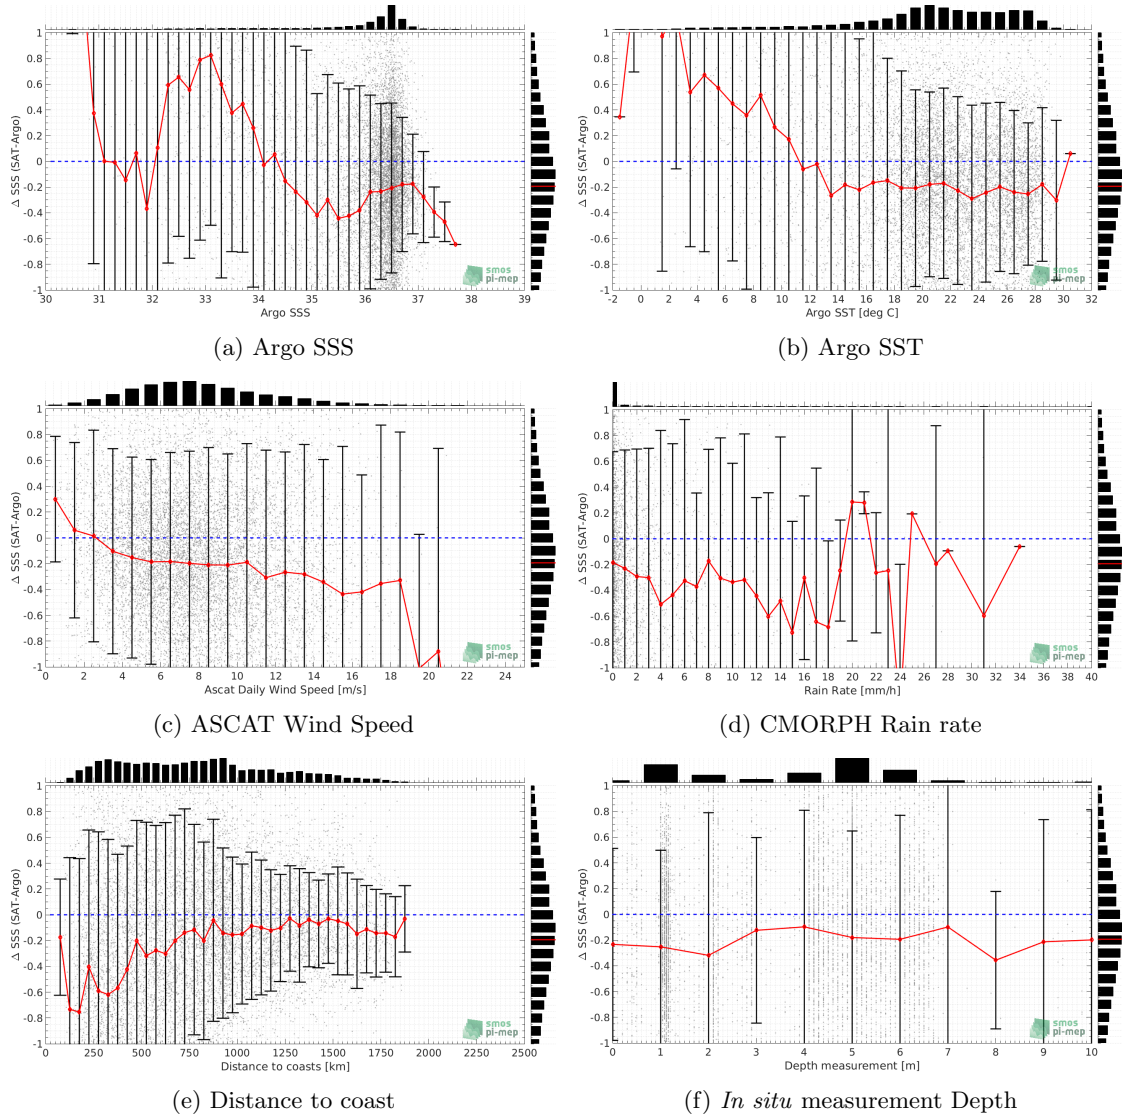 1
0.8
0.6
0.4
0.2
0
-0.2
-0.4
-0.6
-0.8
-1
Δ SSS (SAT-Argo)
30 31 32 33 34 35 36 37 38 39
Argo SSS
smos
pi-mep
(a) Argo SSS
1
0.8
0.6
0.4
0.2
0
-0.2
-0.4
-0.6
-0.8
-1
Δ SSS (SAT-Argo)
-2 0 2 4 6 8 10 12 14 16 18 20 22 24 26 28 30 32
Argo SST [deg C]
smos
pi-mep
(b) Argo SST
1
0.8
0.6
0.4
0.2
0
-0.2
-0.4
-0.6
-0.8
-1
Δ SSS (SAT-Argo)
0 2 4 6 8 10 12 14 16 18 20 22 24
Ascat Daily Wind Speed [m/s]
smos
pi-mep
(c) ASCAT Wind Speed
1
0.8
0.6
0.4
0.2
0
-0.2
-0.4
-0.6
-0.8
-1
Δ SSS (SAT-Argo)
0 2 4 6 8 10 12 14 16 18 20 22 24 26 28 30 32 34 36 38 40
Rain Rate [mm/h]
smos
pi-mep
(d) CMORPH Rain rate
1
0.8
0.6
0.4
0.2
0
-0.2
-0.4
-0.6
-0.8
-1
Δ SSS (SAT-Argo)
0 250 500 750 1000 1250 1500 1750 2000 2250 2500
Distance to coasts [km]
smos
pi-mep
(e) Distance to coast
1
0.8
0.6
0.4
0.2
0
-0.2
-0.4
-0.6
-0.8
-1
Δ SSS (SAT-Argo)
0 1 2 3 4 5 6 7 8 9 10
Depth measurement [m]
smos
pi-mep
(f) In situ measurement Depth